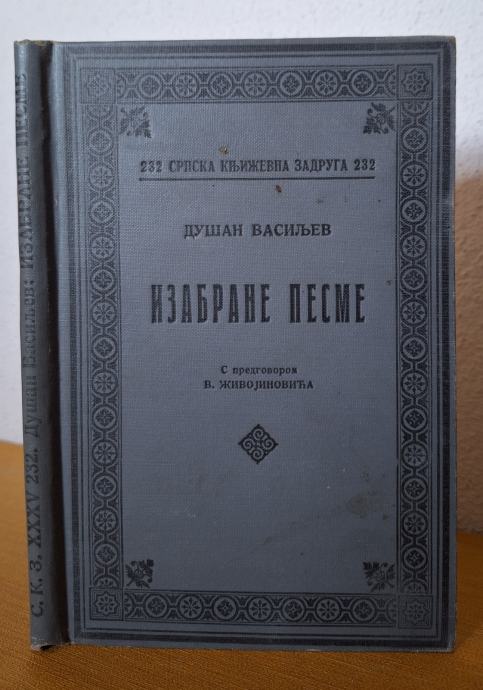 С. К. З. XXXV 232. Душан Васиљев: ИЗАБРАНЕ ПЕСМЕ
232 СРПСКА КЊИЖЕВНА ЗАДРУГА 232
ДУШАН ВАСИЉЕВ
ИЗАБРАНЕ ПЕСМЕ
С предговором
В. ЖИВОЈИНОВИЋА